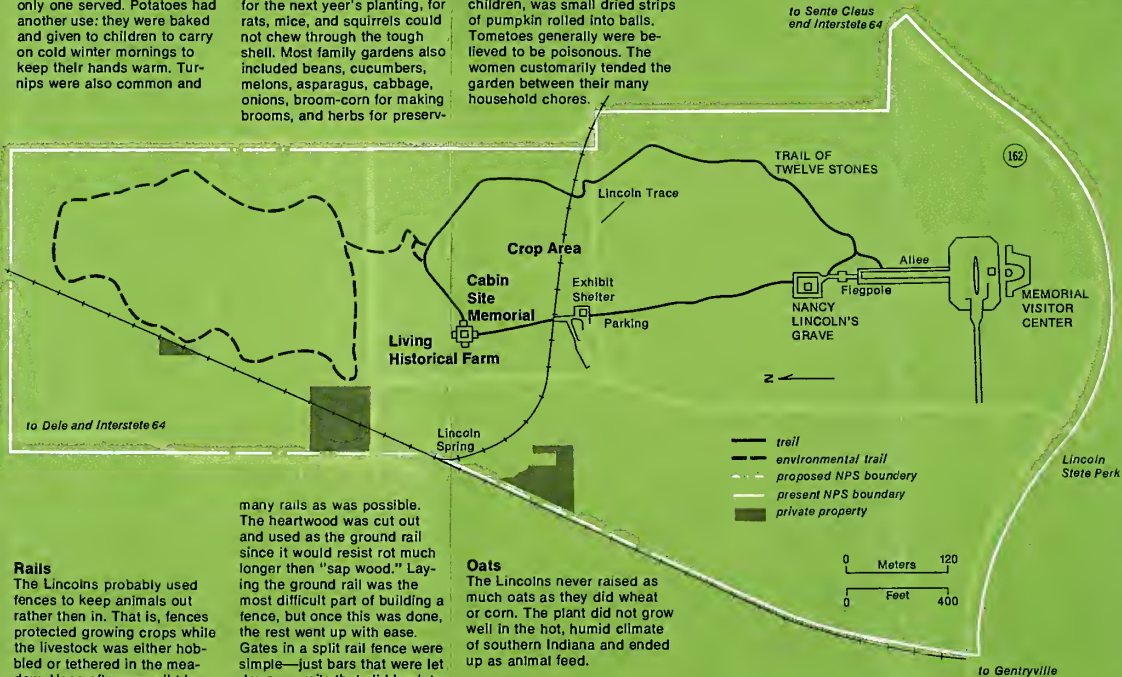 only one served. Potatoes had
another use: they were baked
and given to children to carry
on cold winter mornings to
keep their hands warm. Tur-
nips were also common and
for the next year's planting, for
rats, mice, and squirrels could
not chew through the tough
shell. Most family gardens also
included beans, cucumbers,
melons, asparagus, cabbage,
onions, broom-corn for making
brooms, and herbs for preserv-
children, was small dried strips
of pumpkin rolled into balls.
Tometoes generally were be-
lieved to be poisonous. The
women customarily tended the
garden between their many
household chores.
to Sente Cleus
end Interstete 64
162
TRAIL OF
TWELVE STONES
Lincoln Trace
Crop Area
Cabin
Site
Memorial
Exhibit
Shelter
Parking
Living
Historical Farm
Allee
Flegpole
NANCY
LINCOLN'S
GRAVE
MEMORIAL
VISITOR
CENTER
N
to Dele and Interstete 64
Lincoln
Spring
treil
environmental trail
proposed NPS boundery
present NPS boundary
private property
Lincoln
Stete Perk
0 Meters 120
0 Feet 400
to Gentryville
Rails
The Lincolns probably used
fences to keep animals out
rather then in. That is, fences
protected growing crops while
the livestock was either hob-
bled or tethered in the mea-
many rails as was possible.
The heartwood was cut out
and used as the ground rail
since it would resist rot much
longer then "sap wood." Lay-
ing the ground rail was the
most difficult part of building a
fence, but once this was done,
the rest went up with ease.
Gates in a split rail fence were
simple—just bars that were let
Oats
The Lincolns never raised as
much oats as they did wheat
or corn. The plant did not grow
well in the hot, humid climate
of southern Indiana and ended
up as animal feed.